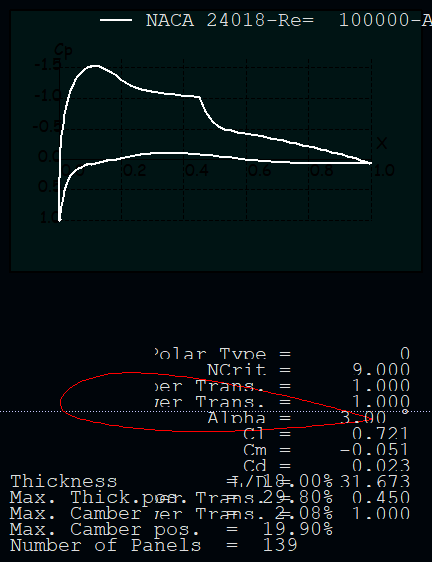 NACA 24018-Re= 100000-A
Cp
-1.5
-1.0
-0.5
0.0
0.5
1.0
X
0.2 0.4 0.6 0.8 1.0
Polar Type = 0
NCrit = 9.000
per Trans. = 1.000
wer Trans. = 1.000
Alpha = 3.00 °
Cl = 0.721
Cm = -0.051
Cd = 0.023
L/D = 31.673
per Trans. = 0.450
wer Trans. = 1.000
Thickness = 18.00%
Max. Thick.pos. = 29.80%
Max. Camber = 2.08%
Max. Camber pos. = 19.90%
Number of Panels = 139